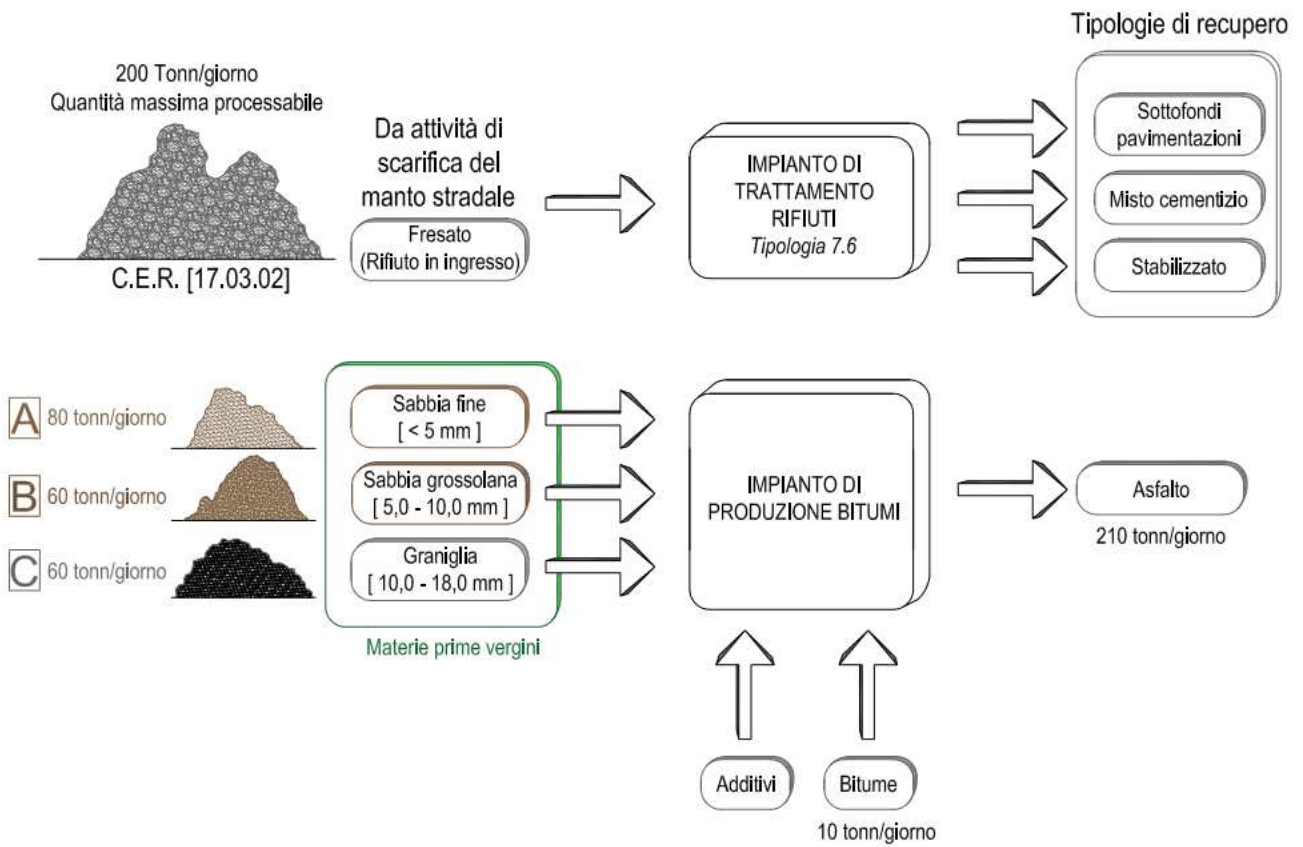 Tipologie di recupero
200 Tonn/giorno
Quantità massima processabile
C.E.R. [17.03.02]
Da attività di
scarifica del
manto stradale
Fresato
(Rifiuto in ingresso)
IMPIANTO DI
TRATTAMENTO
RIFIUTI
Tipologia 7.6
Sottofondi
pavimentazioni
Misto cementizio
Stabilizzato
A 80 tonn/giorno
B 60 tonn/giorno
C 60 tonn/giorno
Sabbia fine
[ < 5 mm ]
Sabbia grossolana
[ 5,0 - 10,0 mm ]
Graniglia
[ 10,0 - 18,0 mm ]
Materie prime vergini
IMPIANTO DI
PRODUZIONE BITUMI
Asfalto
210 tonn/giorno
Additivi
Bitume
10 tonn/giorno